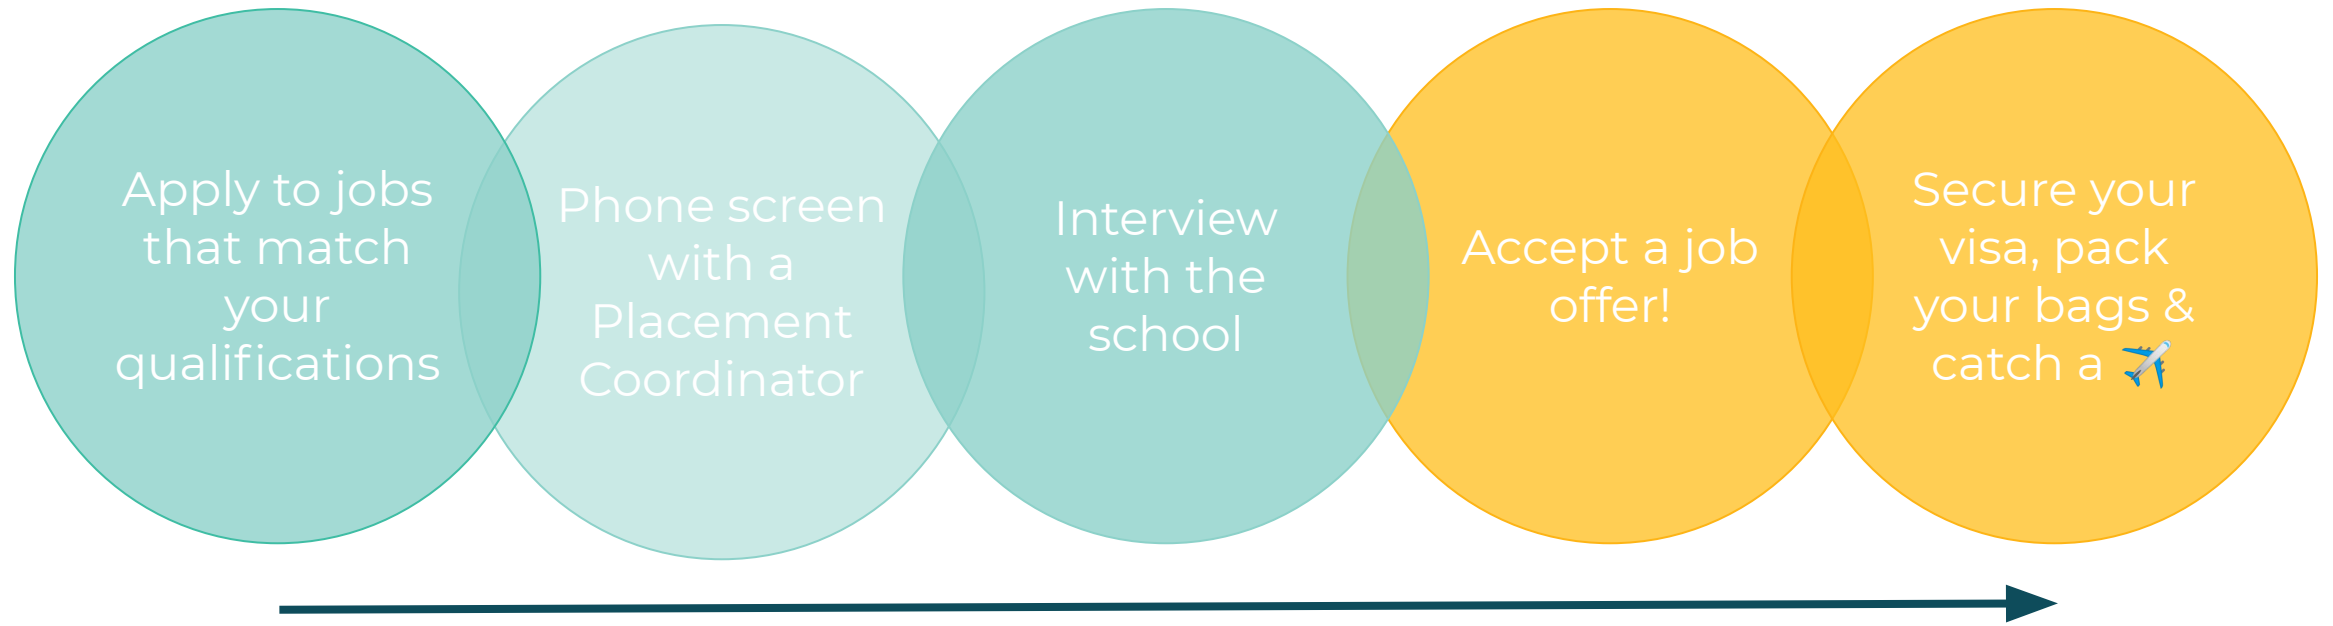 Apply to jobs
that match
your
qualifications
Phone screen
with a
Placement
Coordinator
Interview
with the
school
Accept a job
offer!
Secure your
visa, pack
your bags &
catch a ✈️